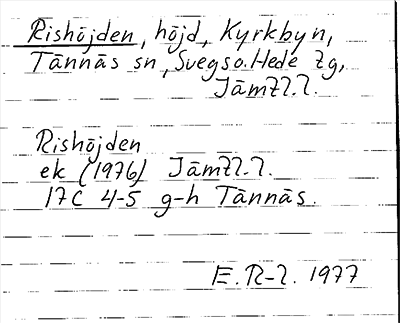 Rishöjden, höjd, Kyrkbyn,
Tännäs sn, Svegs o. Hede tg,
Jämtl. l.
Rishöjden
ek (1976) Jämtl. l.
17C 4-5 g-h Tännäs.
E. R-l. 1977